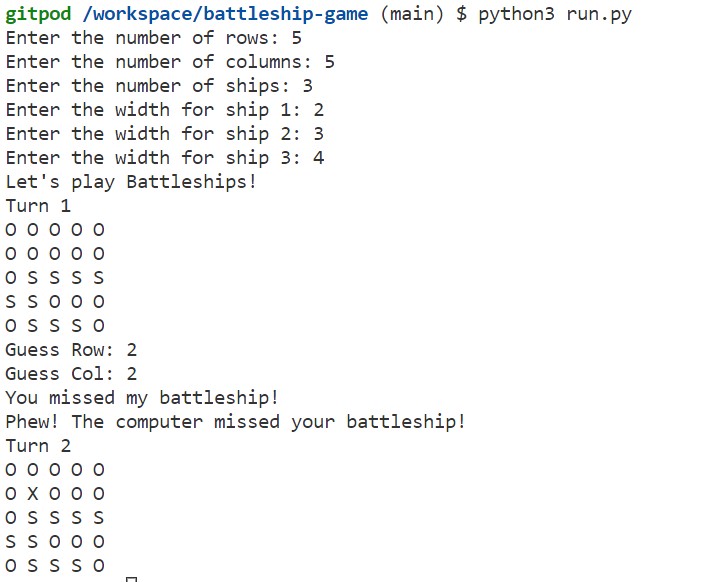 gitpod /workspace/battleship-game (main) $ python3 run.py
Enter the number of rows: 5
Enter the number of columns: 5
Enter the number of ships: 3
Enter the width for ship 1: 2
Enter the width for ship 2: 3
Enter the width for ship 3: 4
Let's play Battleships!
Turn 1
O O O O O
O O O O O
O S S S S
S S O O O
O S S S O
Guess Row: 2
Guess Col: 2
You missed my battleship!
Phew! The computer missed your battleship!
Turn 2
O O O O O
O X O O O
O S S S S
S S O O O
O S S S O